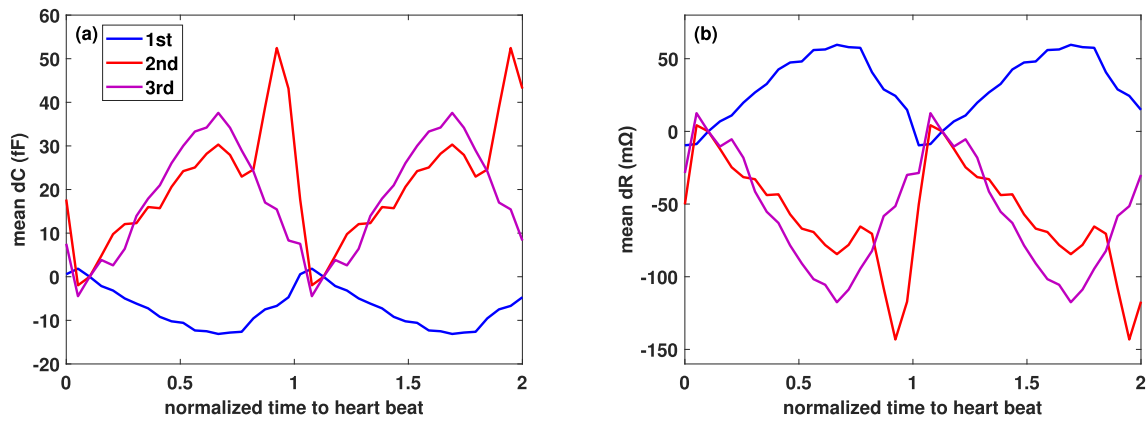 (a)
1st
2nd
3rd
60
50
40
30
20
10
0
-10
-20
0
0.5
1
1.5
2
mean dC (fF)
normalized time to heart beat
(b)
50
0
-50
-100
-150
0
0.5
1
1.5
2
mean dR (mΩ)
normalized time to heart beat